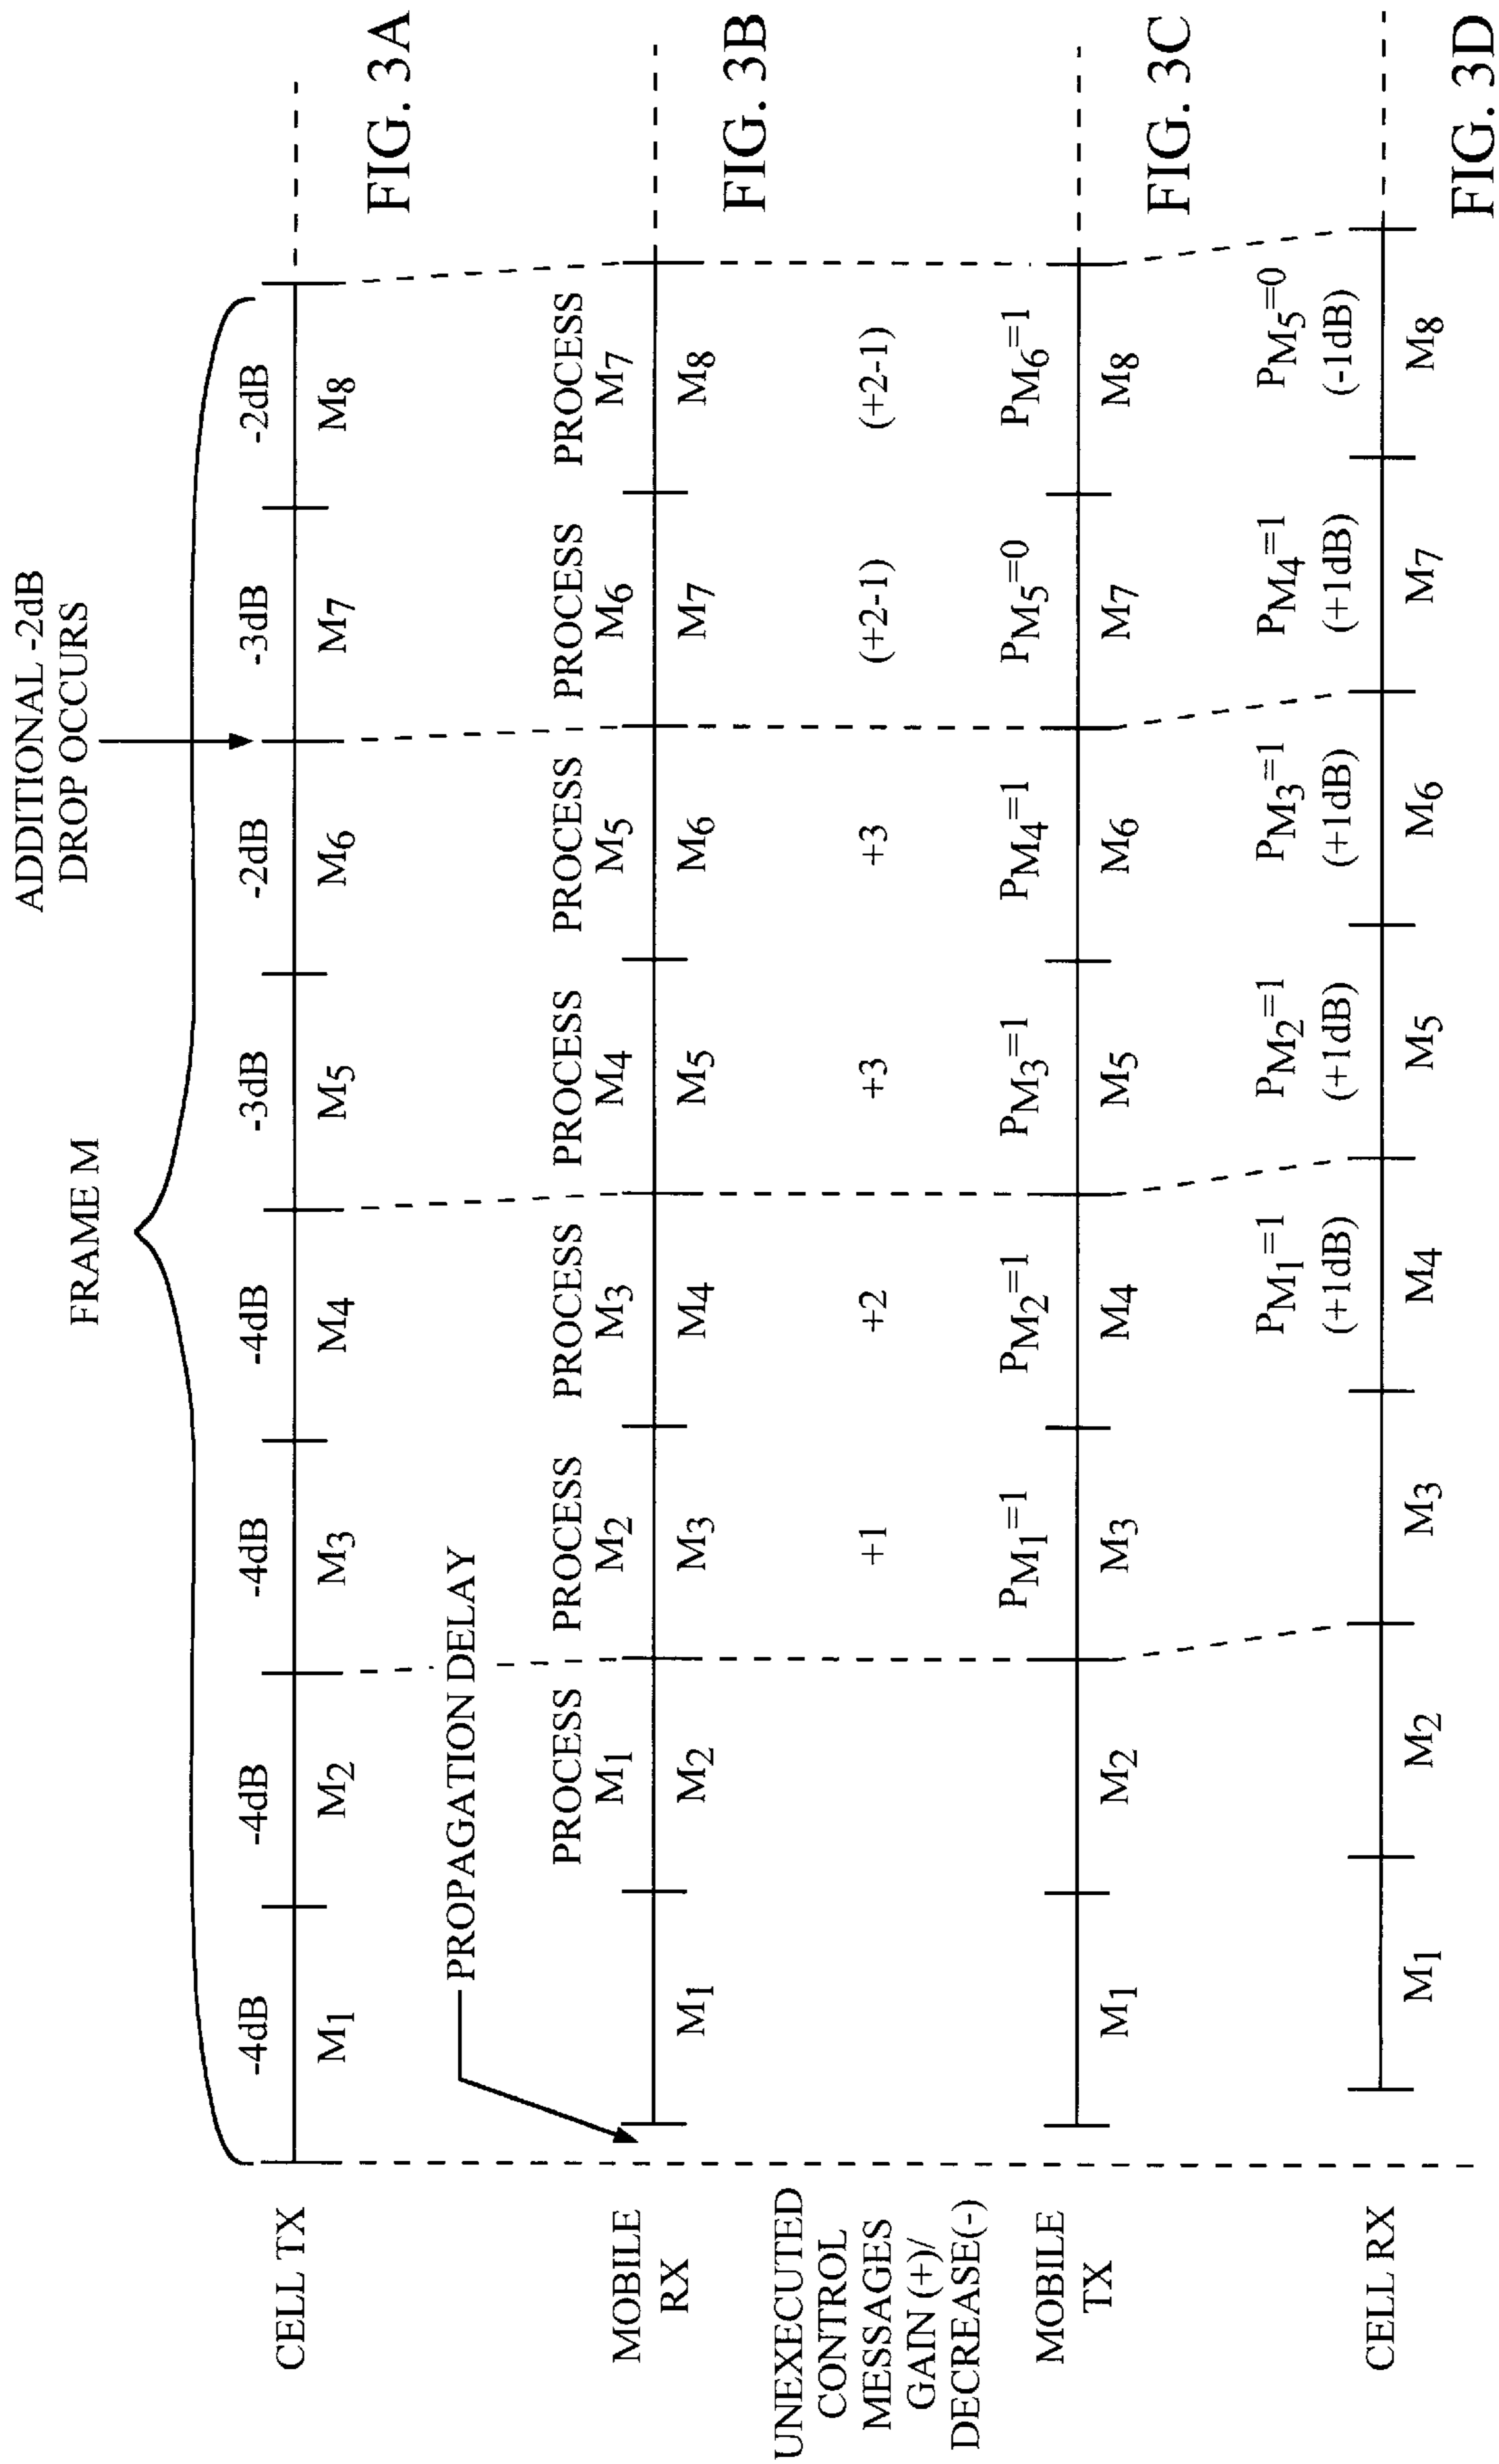 ADDITIONAL -2dB
DROP OCCURS
FRAME M
-4dB -4dB -4dB -4dB -3dB -2dB -3dB -2dB
CELL TX
M1 M2 M3 M4 M5 M6 M7 M8
FIG. 3A
PROPAGATION DELAY
PROCESS PROCESS PROCESS PROCESS PROCESS PROCESS PROCESS
M1 M2 M3 M4 M5 M6 M7
MOBILE
RX
M1 M2 M3 M4 M5 M6 M7 M8
FIG. 3B
UNEXECUTED
CONTROL
MESSAGES
GAIN (+)/
DECREASE(-)
+1 +2 +3 +3 (+2-1) (+2-1)
PM1=1 PM2=1 PM3=1 PM4=1 PM5=0 PM6=1
MOBILE
TX
M1 M2 M3 M4 M5 M6 M7 M8
FIG. 3C
PM1=1 PM2=1 PM3=1 PM4=1 PM5=0
(+1dB) (+1dB) (+1dB) (+1dB) (-1dB)
CELL RX
M1 M2 M3 M4 M5 M6 M7 M8
FIG. 3D